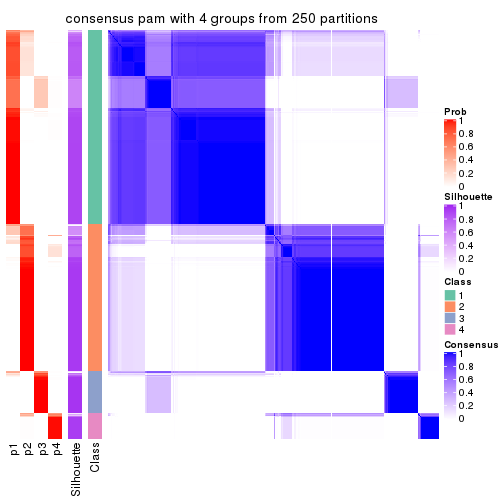 consensus pam with 4 groups from 250 partitions
Prob
1
0.8
0.6
0.4
0.2
0
Silhouette
1
0.8
0.6
0.4
0.2
0
Class
1
2
3
4
Consensus
1
0.8
0.6
0.4
0.2
0
p1
p2
p3
p4
Silhouette
Class